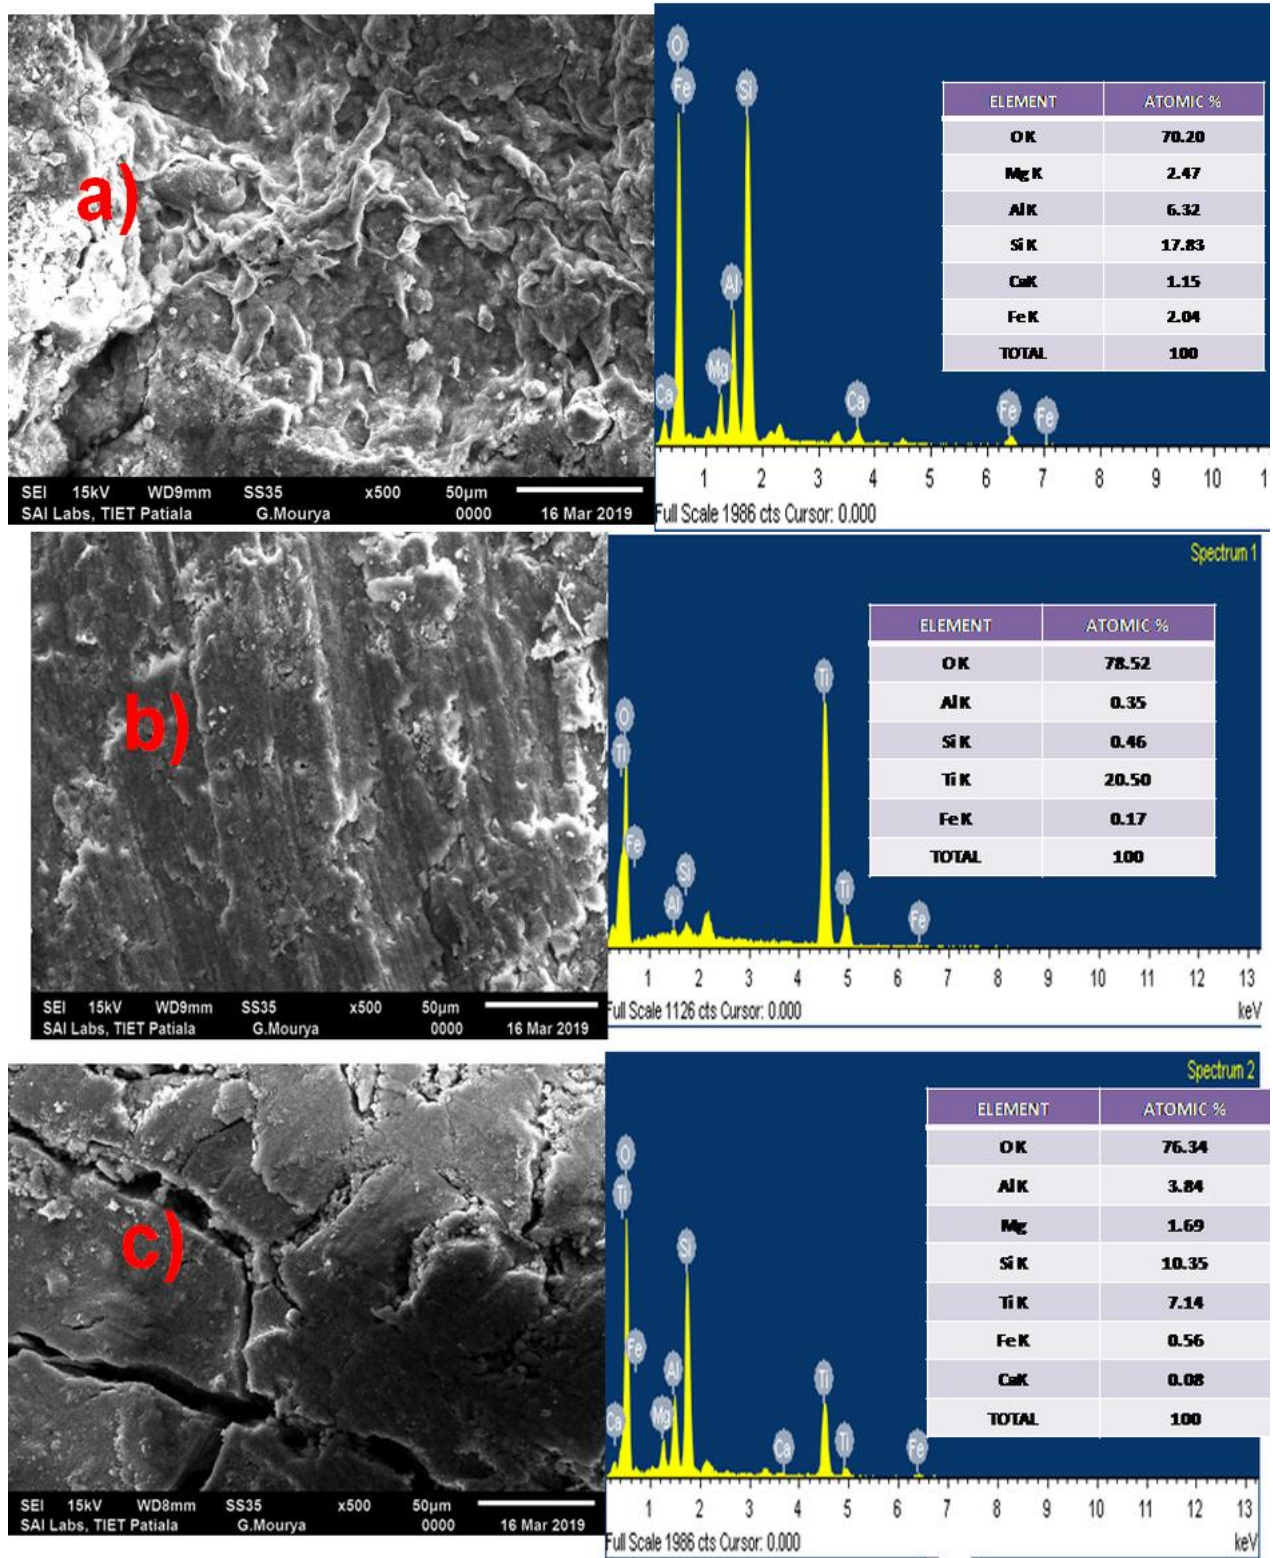 a)
SEI 15kV WD9mm SS35 x500 50µm
SAI Labs, TIET Patiala G.Mourya 0000 16 Mar 2019
O
Fe
Si
Al
Mg
Ca
Ca
Fe
Fe
1 2 3 4 5 6 7 8 9 10 1
Full Scale 1986 cts Cursor: 0.000
ELEMENT ATOMIC %
O K 70.20
Mg K 2.47
Al K 6.32
Si K 17.83
CaK 1.15
Fe K 2.04
TOTAL 100
b)
SEI 15kV WD9mm SS35 x500 50µm
SAI Labs, TIET Patiala G.Mourya 0000 16 Mar 2019
Spectrum 1
ELEMENT ATOMIC %
O K 78.52
Al K 0.35
Si K 0.46
Ti K 20.50
Fe K 0.17
TOTAL 100
Ti
O
Ti
Fe
Si
Al
Ti
Fe
1 2 3 4 5 6 7 8 9 10 11 12 13
Full Scale 1126 cts Cursor: 0.000 keV
c)
SEI 15kV WD8mm SS35 x500 50µm
SAI Labs, TIET Patiala G.Mourya 0000 16 Mar 2019
Spectrum 2
ELEMENT ATOMIC %
O K 76.34
Al K 3.84
Mg 1.69
Si K 10.35
Ti K 7.14
Fe K 0.56
CaK 0.08
TOTAL 100
O
Ti
Si
Fe
Al
Ti
Ca
Mg
Ca
Ti
Fe
1 2 3 4 5 6 7 8 9 10 11 12 13
Full Scale 1986 cts Cursor: 0.000 keV